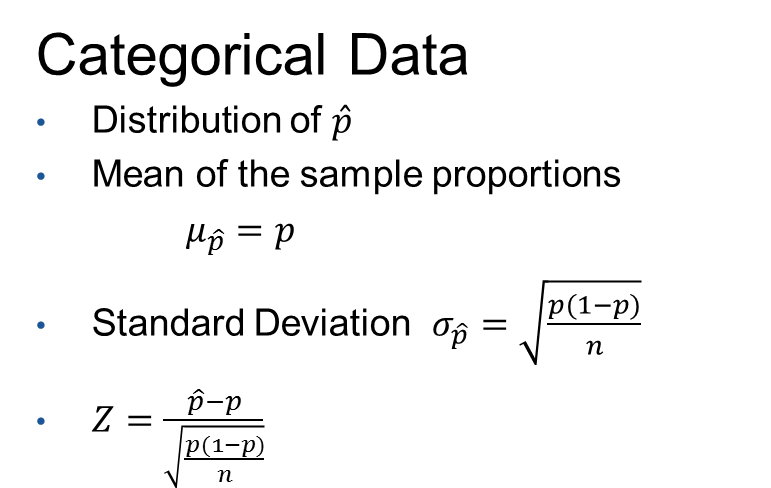 Categorical Data
• Distribution of p̂
• Mean of the sample proportions
μ_p̂ = p
• Standard Deviation σ_p̂ = √(p(1−p)/n)
• Z = (p̂−p)/√(p(1−p)/n)